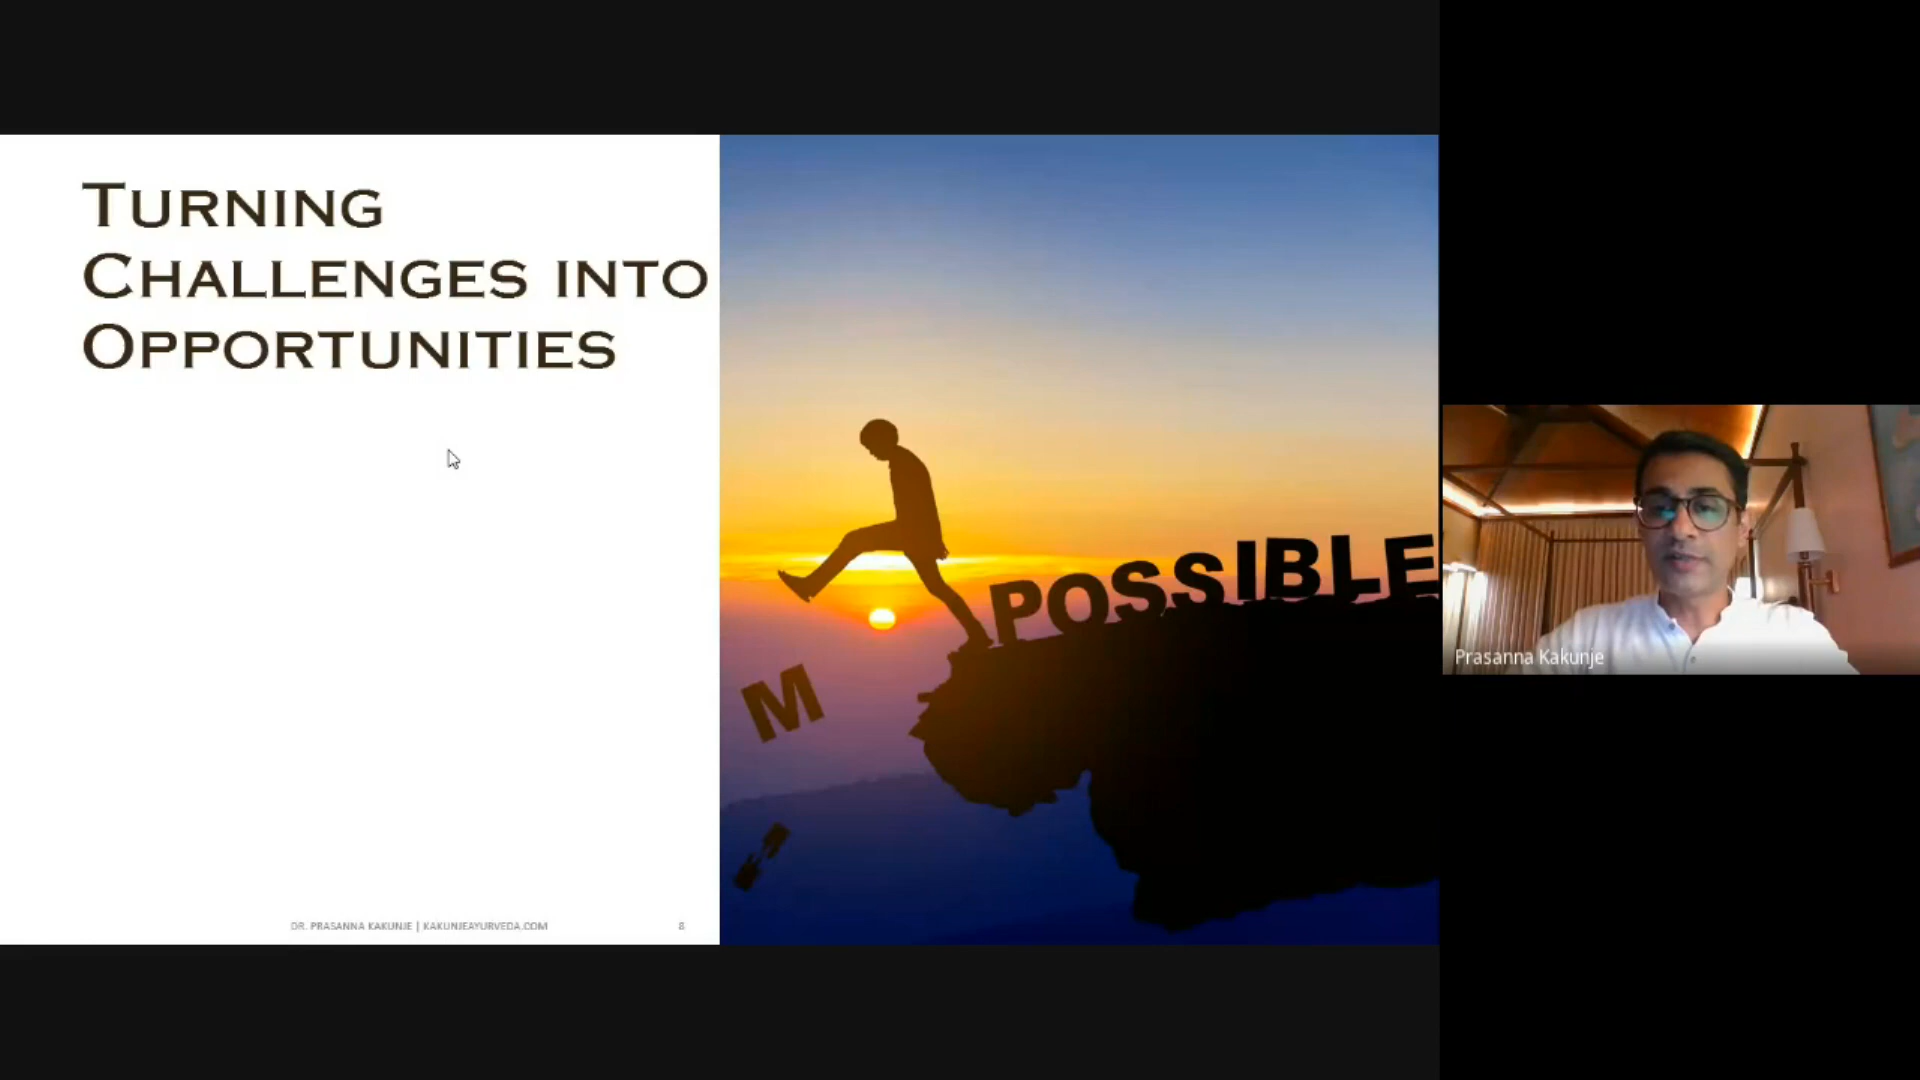 Turning
Challenges into
Opportunities
POSSIBLE
M
DR. PRASANNA KAKUNJE | KAKUNJEAYURVEDA.COM
8
Prasanna Kakunje